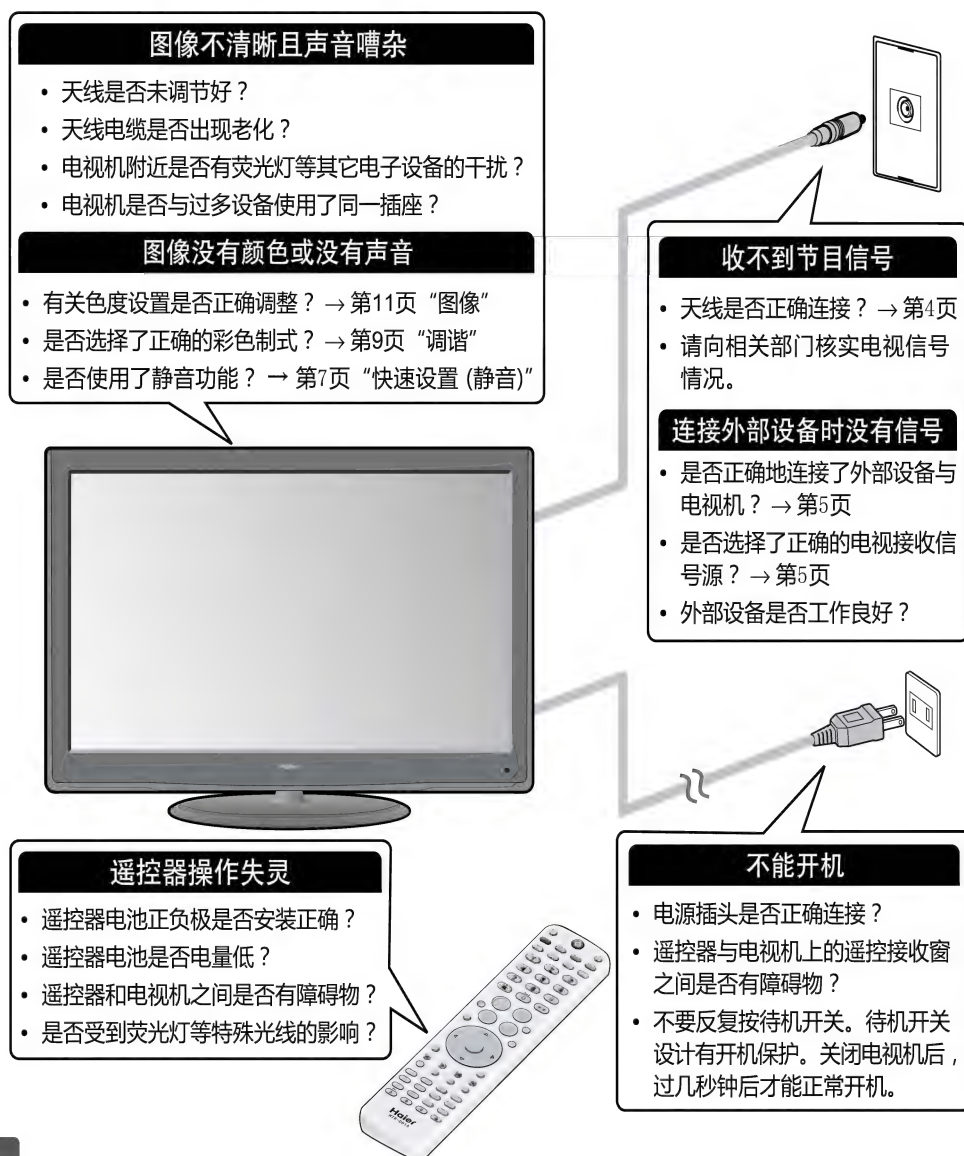 图像不清晰且声音嘈杂
• 天线是否未调节好？
• 天线电缆是否出现老化？
• 电视机附近是否有荧光灯等其它电子设备的干扰？
• 电视机是否与过多设备使用了同一插座？
图像没有颜色或没有声音
• 有关色度设置是否正确调整？→第11页“图像”
• 是否选择了正确的彩色制式？→第9页“调谐”
• 是否使用了静音功能？→ 第7页“快速设置 (静音)”
收不到节目信号
• 天线是否正确连接？→第4页
• 请向相关部门核实电视信号
情况。
连接外部设备时没有信号
• 是否正确地连接了外部设备与
电视机？→第5页
• 是否选择了正确的电视接收信
号源？→第5页
• 外部设备是否工作良好？
遥控器操作失灵
• 遥控器电池正负极是否安装正确？
• 遥控器电池是否电量低？
• 遥控器和电视机之间是否有障碍物？
• 是否受到荧光灯等特殊光线的影响？
不能开机
• 电源插头是否正确连接？
• 遥控器与电视机上的遥控接收窗
之间是否有障碍物？
• 不要反复按待机开关。待机开关
设计有开机保护。关闭电视机后，
过几秒钟后才能正常开机。
Haier